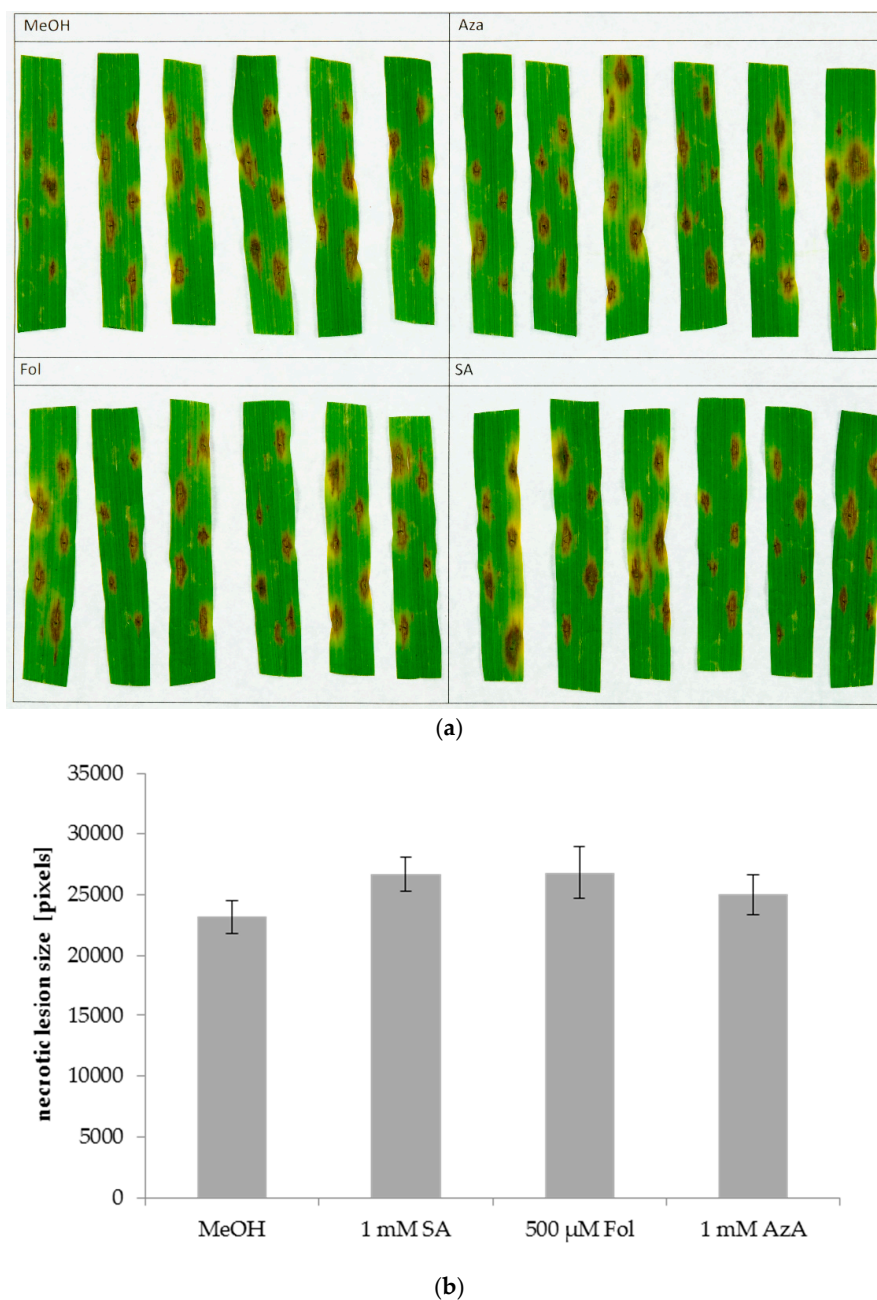 MeOH
Aza
Fol
SA
(a)
35000
30000
25000
20000
15000
10000
5000
0
necrotic lesion size [pixels]
MeOH
1 mM SA
500 µM Fol
1 mM AzA
(b)